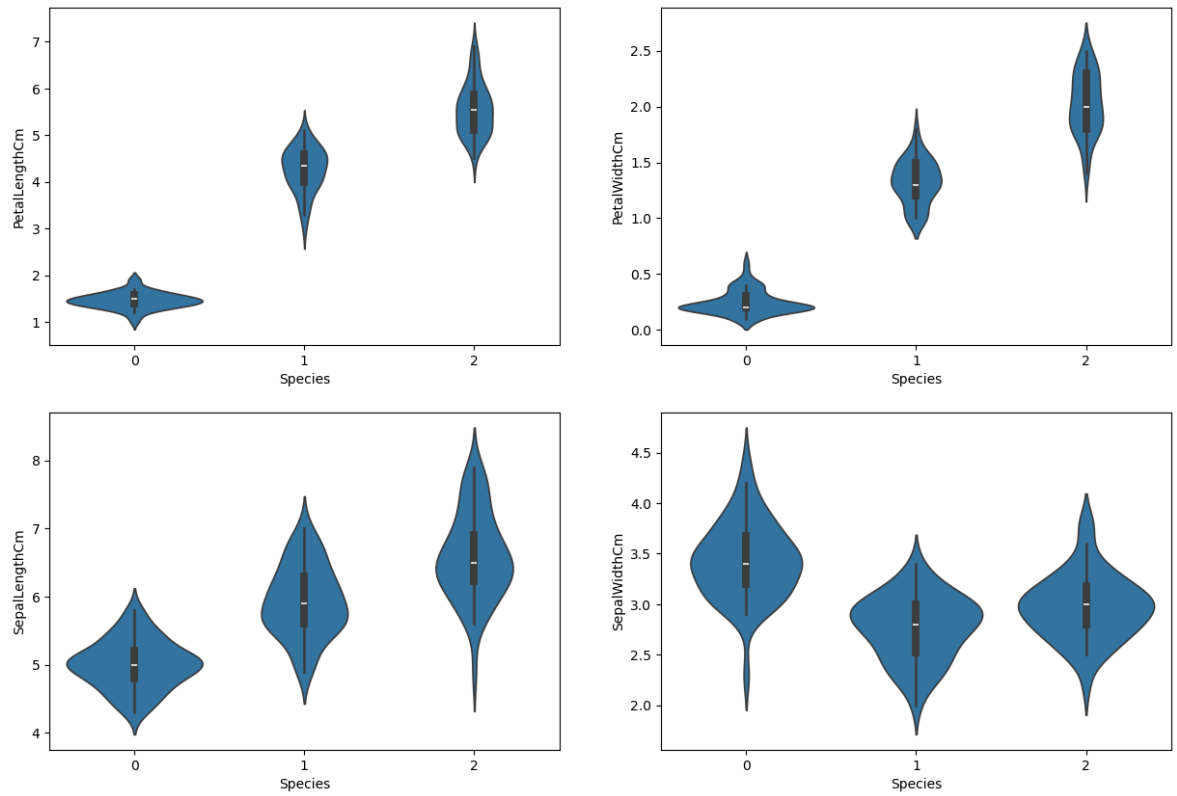 PetalLengthCm
7
6
5
4
3
2
1
0 1 2
Species
PetalWidthCm
2.5
2.0
1.5
1.0
0.5
0.0
0 1 2
Species
SepalLengthCm
8
7
6
5
4
0 1 2
Species
SepalWidthCm
4.5
4.0
3.5
3.0
2.5
2.0
0 1 2
Species